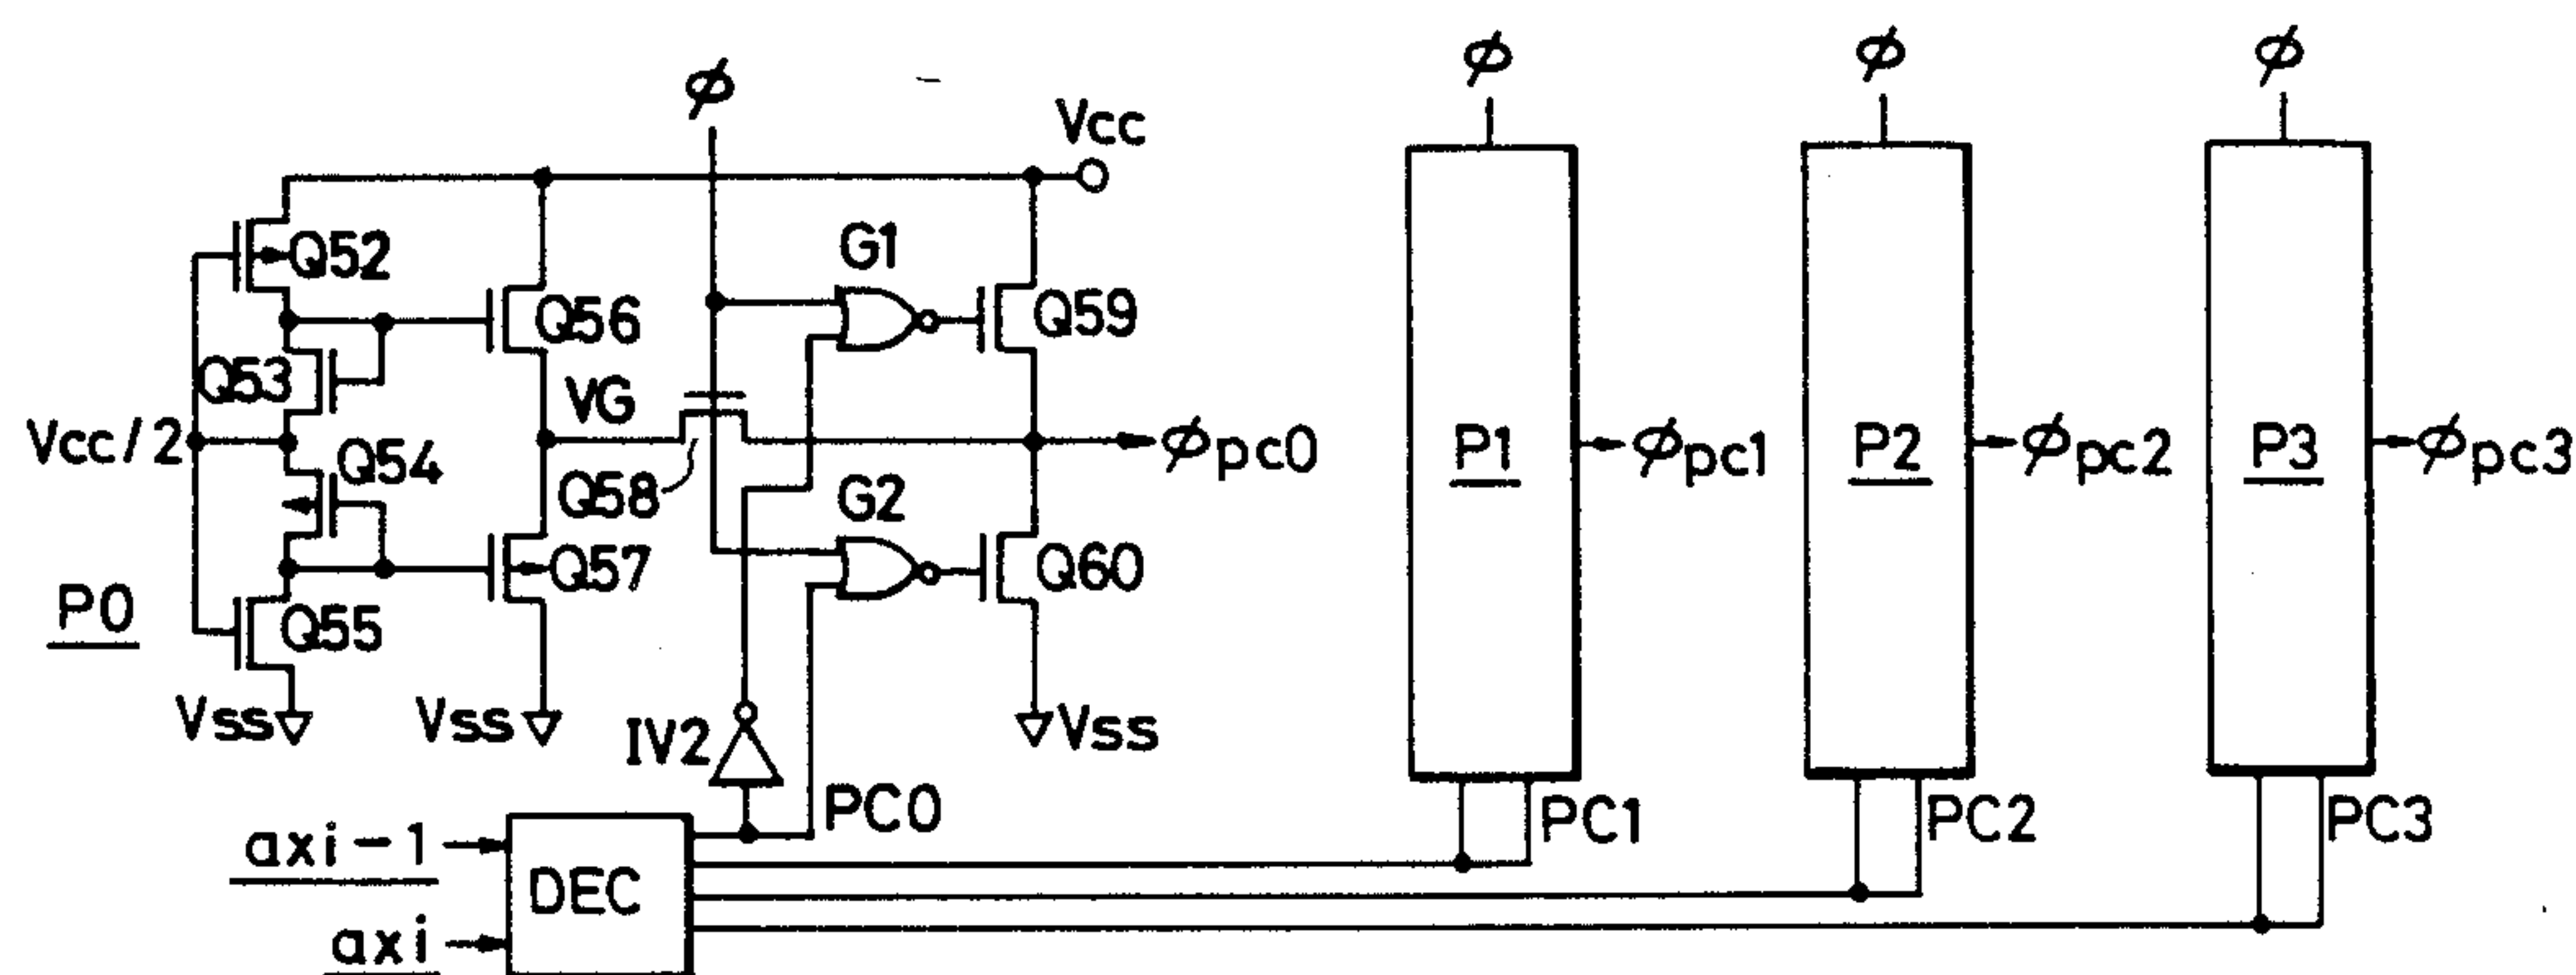 ϕ
ϕ
ϕ
ϕ
Vcc
Q52
G1
Q56
Q59
Q53
VG
Vcc/2
Q54
Q58
ϕpc0
P1
ϕpc1
P2
ϕpc2
P3
ϕpc3
G2
Q57
Q60
P0
Q55
Vss
Vss
IV2
Vss
PC0
PC1
PC2
PC3
axi-1
DEC
axi